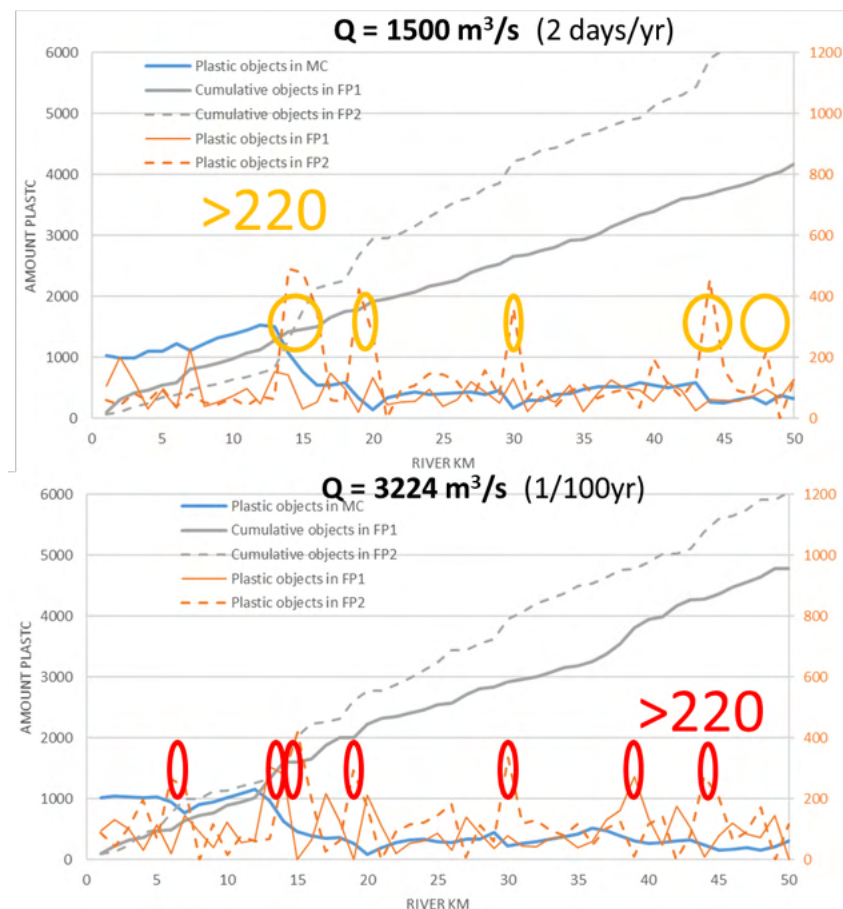 Q = 1500 m³/s (2 days/yr)
6000
5000
4000
3000
2000
1000
0
AMOUNT PLASTC
1200
1000
800
600
400
200
0
Plastic objects in MC
Cumulative objects in FP1
Cumulative objects in FP2
Plastic objects in FP1
Plastic objects in FP2
>220
0 5 10 15 20 25 30 35 40 45 50
RIVER KM
Q = 3224 m³/s (1/100yr)
6000
5000
4000
3000
2000
1000
0
AMOUNT PLASTC
1200
1000
800
600
400
200
0
Plastic objects in MC
Cumulative objects in FP1
Cumulative objects in FP2
Plastic objects in FP1
Plastic objects in FP2
>220
0 5 10 15 20 25 30 35 40 45 50
RIVER KM